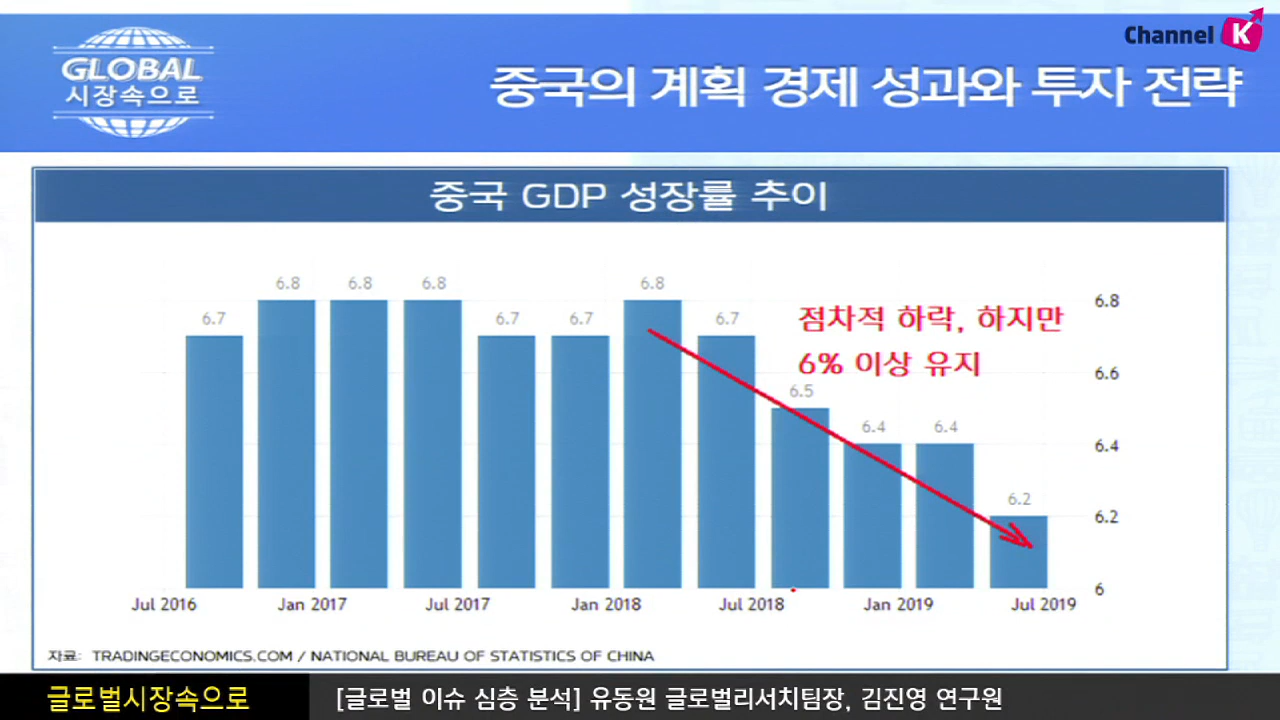 Channel K
GLOBAL
시장속으로
중국의 계획 경제 성과와 투자 전략
중국 GDP 성장률 추이
6.7
6.8
6.8
6.8
6.7
6.7
6.8
6.7
6.5
6.4
6.4
6.2
점차적 하락, 하지만
6% 이상 유지
6.8
6.6
6.4
6.2
6
Jul 2016
Jan 2017
Jul 2017
Jan 2018
Jul 2018
Jan 2019
Jul 2019
자료: TRADINGECONOMICS.COM / NATIONAL BUREAU OF STATISTICS OF CHINA
글로벌시장속으로
[글로벌 이슈 심층 분석] 유동원 글로벌리서치팀장, 김진영 연구원